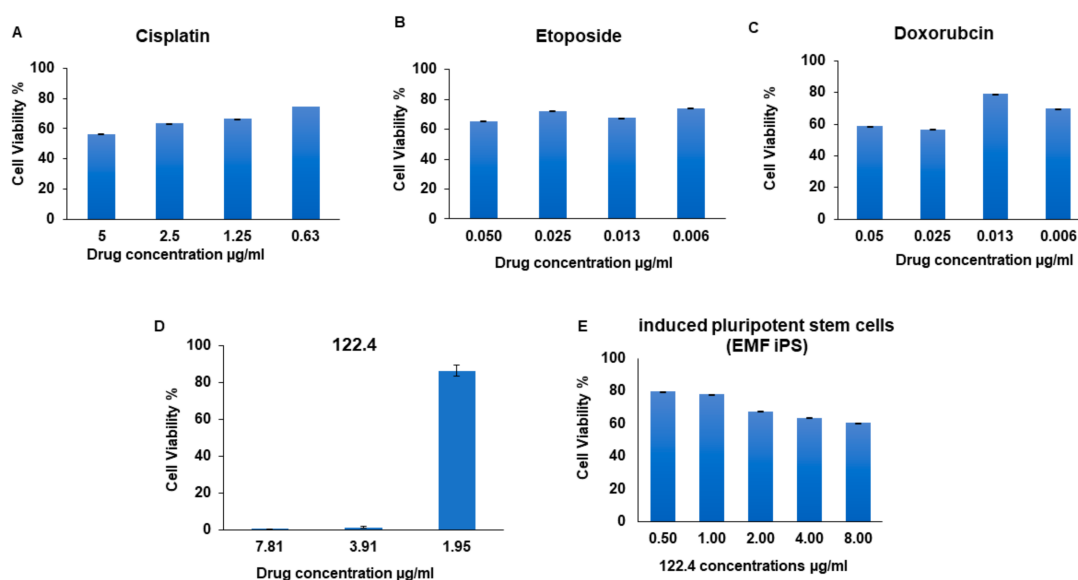 A
Cisplatin
100
80
60
40
20
0
Cell Viability %
5 2.5 1.25 0.63
Drug concentration µg/ml
B
Etoposide
100
80
60
40
20
0
Cell Viability %
0.050 0.025 0.013 0.006
Drug concentration µg/ml
C
Doxorubcin
100
80
60
40
20
0
Cell Viability %
0.05 0.025 0.013 0.006
Drug concentration µg/ml
D
122.4
100
80
60
40
20
0
Cell Viability %
7.81 3.91 1.95
Drug concentration µg/ml
E
induced pluripotent stem cells
(EMF iPS)
100
80
60
40
20
0
Cell Viability %
0.50 1.00 2.00 4.00 8.00
122.4 concentrations µg/ml